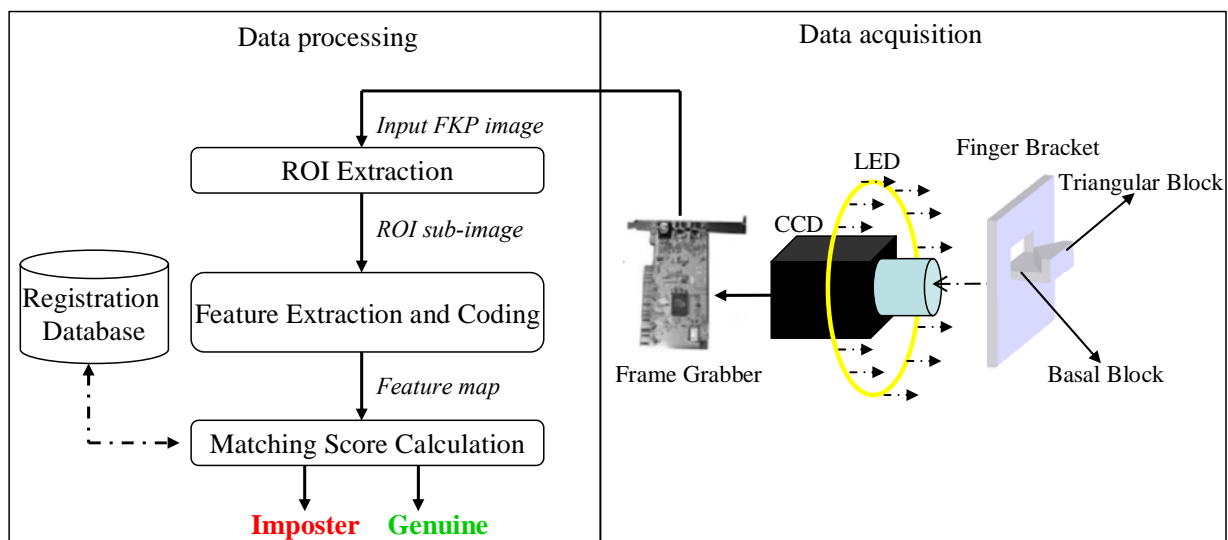 Data processing
Input FKP image
ROI Extraction
ROI sub-image
Registration
Database
Feature Extraction and Coding
Feature map
Matching Score Calculation
Imposter
Genuine
Data acquisition
LED
Finger Bracket
Triangular Block
CCD
Frame Grabber
Basal Block